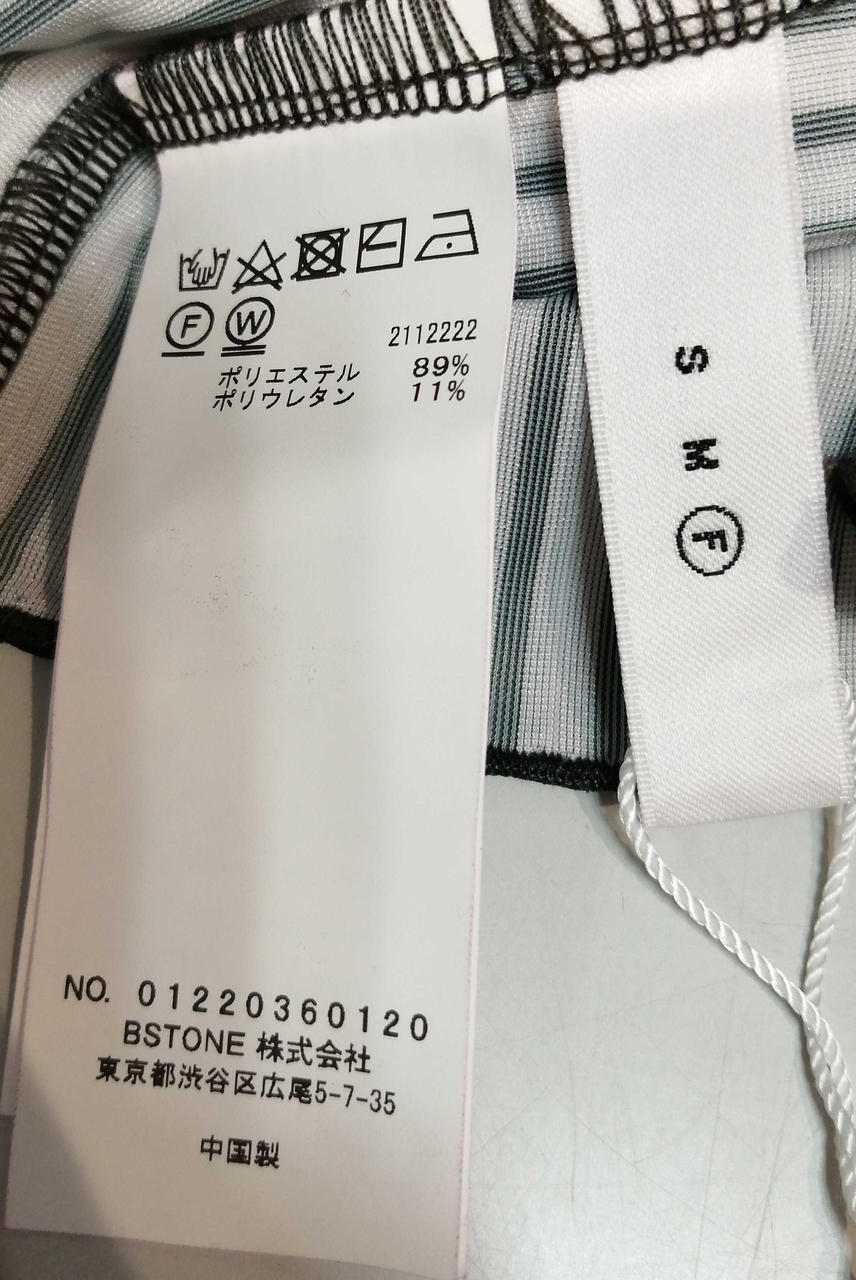 F W
2112222
ポリエステル 89%
ポリウレタン 11%
NO. 01220360120
BSTONE 株式会社
東京都渋谷区広尾5-7-35
中国製
S M F